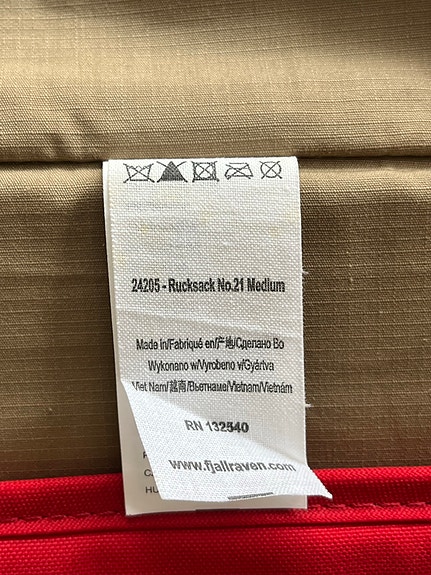 24205 - Rucksack No.21 Medium
Made in/Fabriqué en/产地/Сделано Во
Wykonano w/Vyrobeno v/Gyártva
Viet Nam/越南/Вьетнаме/Vietnam/Vietnám
RN 132540
www.fjallraven.com
HU